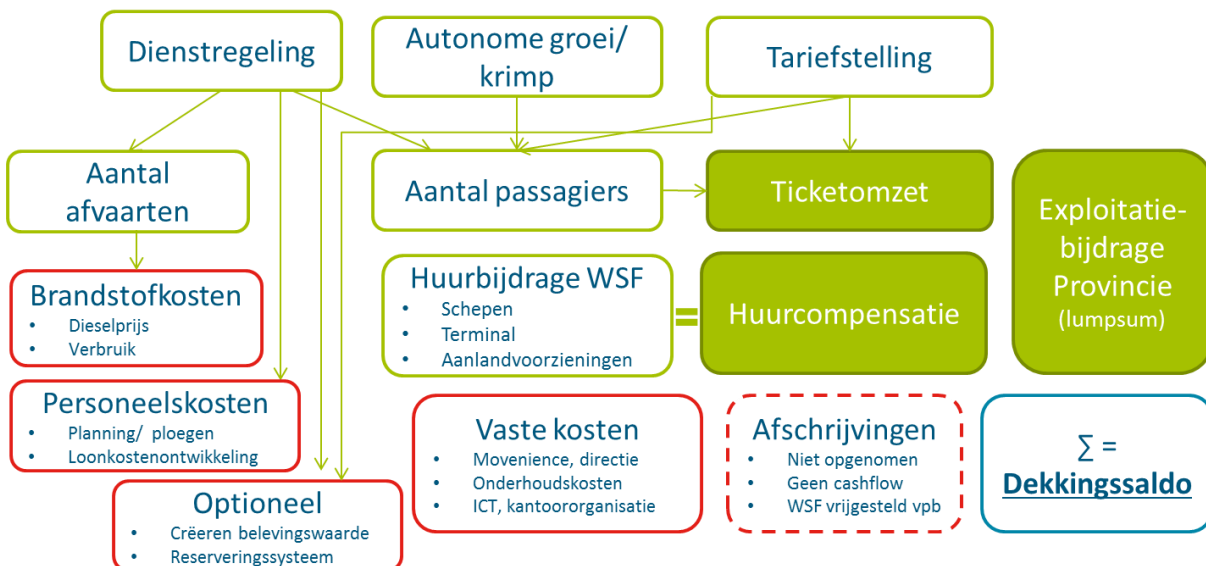 Dienstregeling
Autonome groei/
krimp
Tariefstelling
Aantal
afvaarten
Aantal passagiers
Ticketomzet
Exploitatie-
bijdrage
Provincie
(lumpsum)
Brandstofkosten
• Dieselprijs
• Verbruik
Huurbijdrage WSF
• Schepen
• Terminal
• Aanlandvoorzieningen
=
Huurcompensatie
Personeelskosten
• Planning/ ploegen
• Loonkostenontwikkeling
Vaste kosten
• Movenience, directie
• Onderhoudskosten
• ICT, kantoororganisatie
Afschrijvingen
• Niet opgenomen
• Geen cashflow
• WSF vrijgesteld vpb
∑ =
Dekkingssaldo
Optioneel
• Crëeren belevingswaarde
• Reserveringssysteem